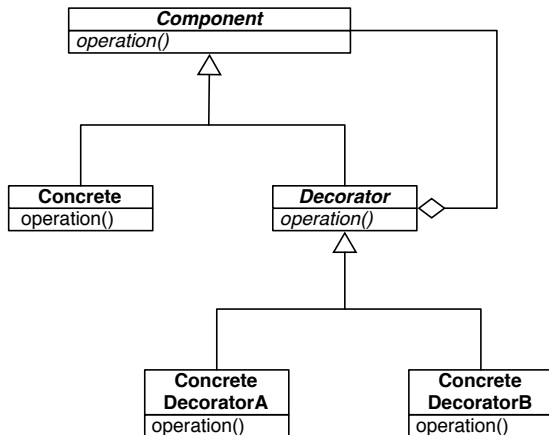 Component
operation()
Concrete
operation()
Decorator
operation()
Concrete
DecoratorA
operation()
Concrete
DecoratorB
operation()